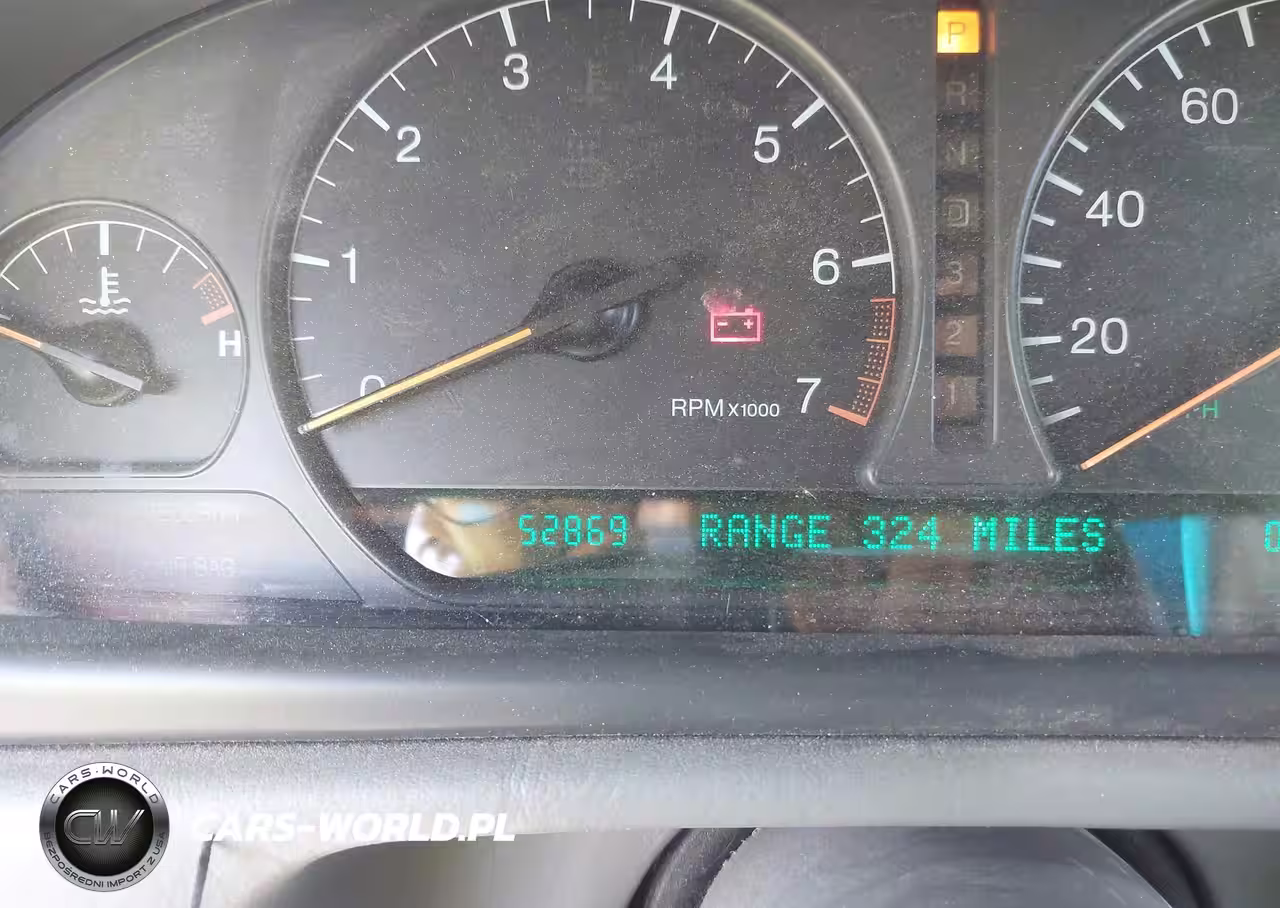 3
4
2
5
1
6
0
7
RPM X1000
H
P
R
N
D
3
2
1
60
40
20
H
52869
RANGE 324 MILES
0
CARS-WORLD
CW
BEZPOŚREDNI IMPORT Z USA
CARS-WORLD.PL